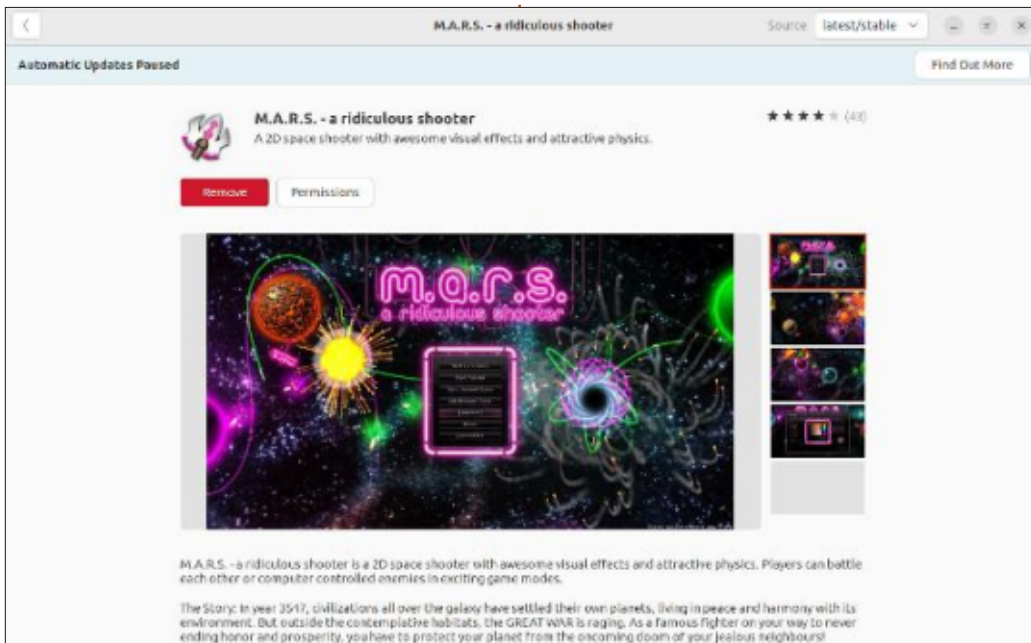 M.A.R.S. - a ridiculous shooter
Source latest/stable
Automatic Updates Paused
Find Out More
M.A.R.S. - a ridiculous shooter
(43)
A 2D space shooter with awesome visual effects and attractive physics.
Remove
Permissions
m.a.r.s.
a ridiculous shooter
M.A.R.S. - a ridiculous shooter is a 2D space shooter with awesome visual effects and attractive physics. Players can battle
each other or computer controlled enemies in exciting game modes.
The Story: In year 3547, civilizations all over the galaxy have settled their own planets, living in peace and harmony with its
environment. But outside the contemplative habitats, the GREAT WAR is raging. As a famous fighter on your way to never
ending honor and prosperity, you have to protect your planet from the oncoming doom of your jealous neighbours!